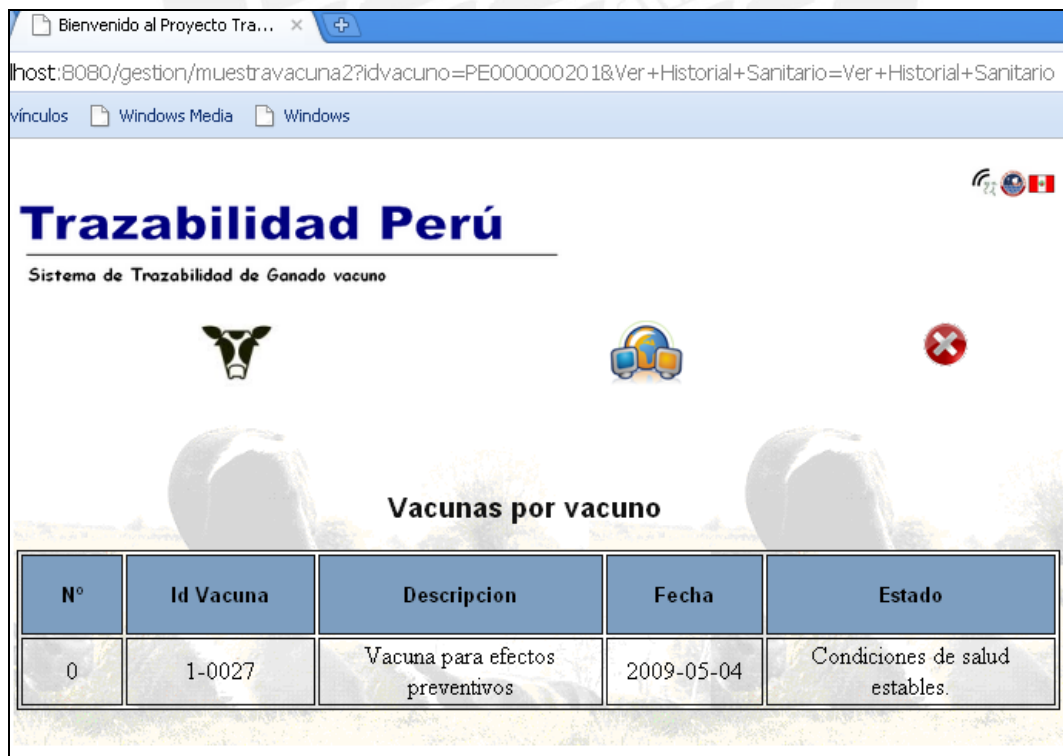 Bienvenido al Proyecto Tra...
lhost:8080/gestion/muestravacuna2?idvacuno=PE000000201&Ver+Historial+Sanitario=Ver+Historial+Sanitario
vínculos Windows Media Windows
Trazabilidad Perú
Sistema de Trazabilidad de Ganado vacuno
Vacunas por vacuno
Nº Id Vacuna Descripcion Fecha Estado
0 1-0027 Vacuna para efectos preventivos 2009-05-04 Condiciones de salud estables.